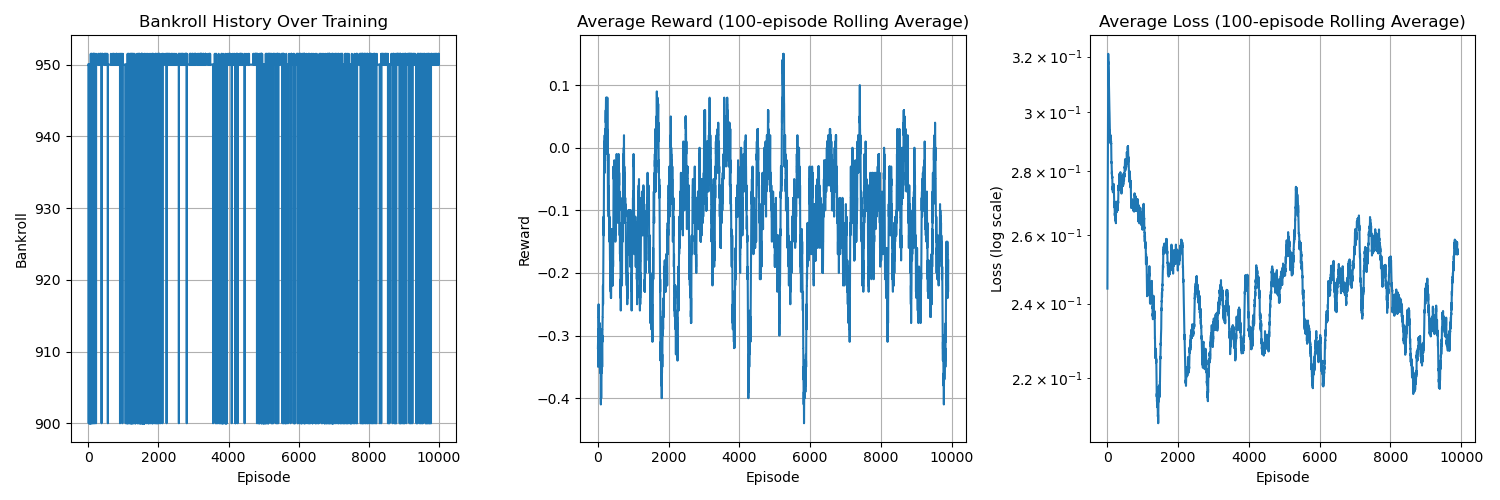 Bankroll History Over Training
Bankroll
950
940
930
920
910
900
0 2000 4000 6000 8000 10000
Episode
Average Reward (100-episode Rolling Average)
Reward
0.1
0.0
−0.1
−0.2
−0.3
−0.4
0 2000 4000 6000 8000 10000
Episode
Average Loss (100-episode Rolling Average)
Loss (log scale)
3.2 × 10⁻¹
3 × 10⁻¹
2.8 × 10⁻¹
2.6 × 10⁻¹
2.4 × 10⁻¹
2.2 × 10⁻¹
0 2000 4000 6000 8000 10000
Episode